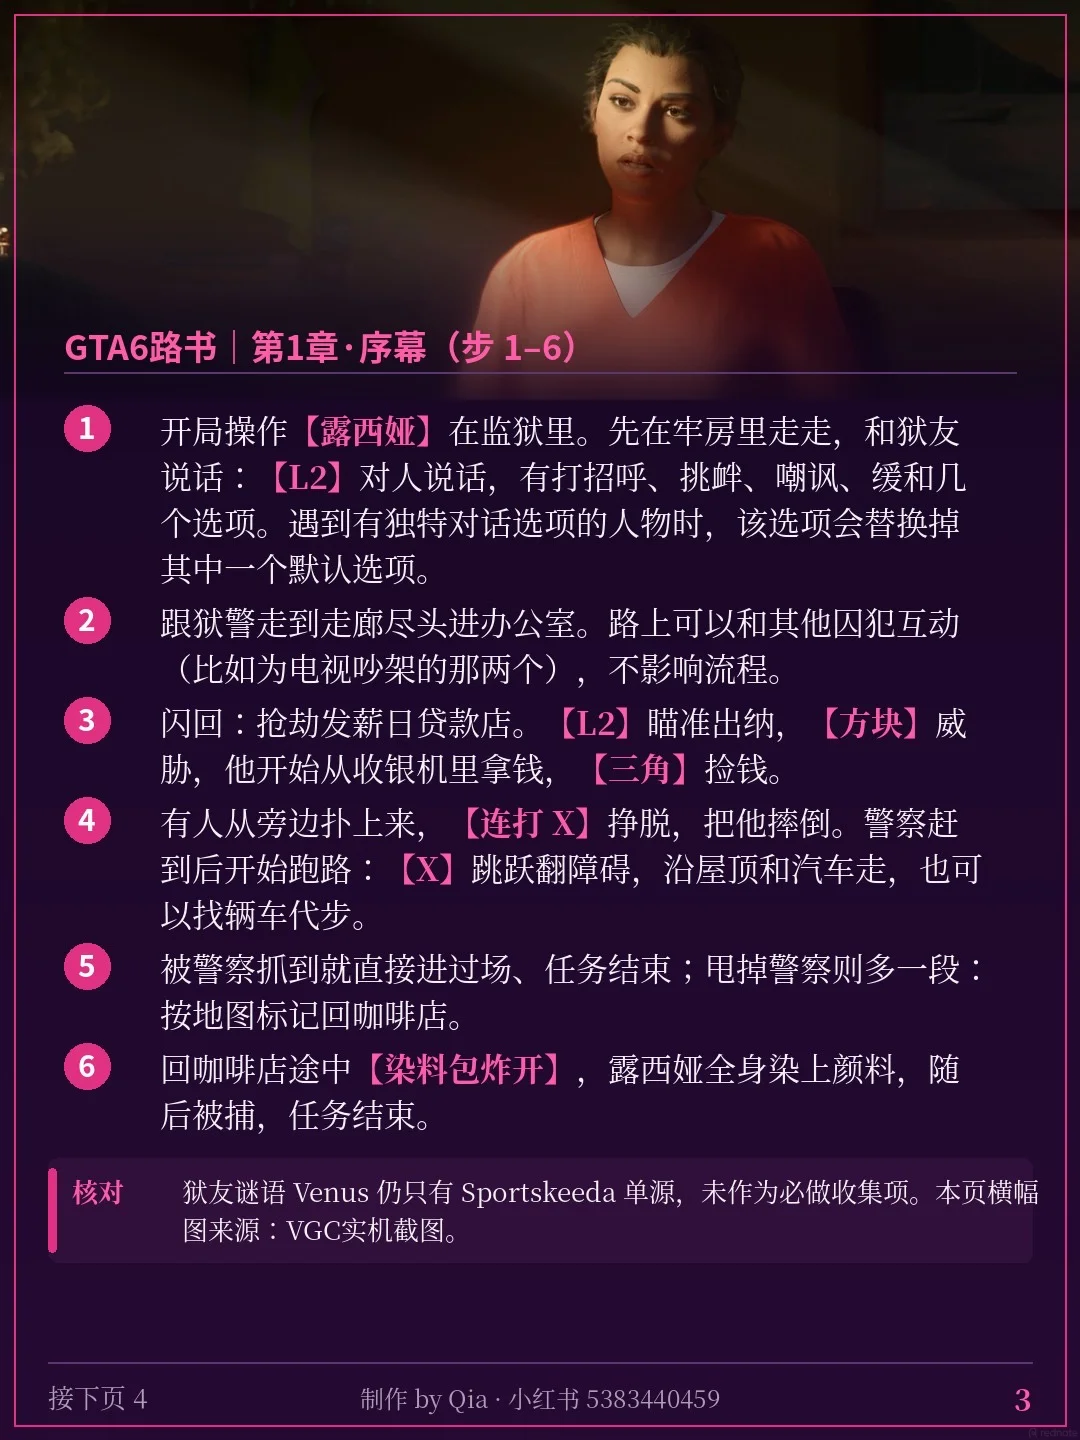 GTA6路书｜第1章·序幕（步 1–6）
1 开局操作【露西娅】在监狱里。先在牢房里走走，和狱友
说话：【L2】对人说话，有打招呼、挑衅、嘲讽、缓和几
个选项。遇到有独特对话选项的人物时，该选项会替换掉
其中一个默认选项。
2 跟狱警走到走廊尽头进办公室。路上可以和其他囚犯互动
（比如为电视吵架的那两个），不影响流程。
3 闪回：抢劫发薪日贷款店。【L2】瞄准出纳，【方块】威
胁，他开始从收银机里拿钱，【三角】捡钱。
4 有人从旁边扑上来，【连打 X】挣脱，把他摔倒。警察赶
到后开始跑路：【X】跳跃翻障碍，沿屋顶和汽车走，也可
以找辆车代步。
5 被警察抓到就直接进过场、任务结束；甩掉警察则多一段：
按地图标记回咖啡店。
6 回咖啡店途中【染料包炸开】，露西娅全身染上颜料，随
后被捕，任务结束。
核对 狱友谜语 Venus 仍只有 Sportskeeda 单源，未作为必做收集项。本页横幅
图来源：VGC实机截图。
接下页 4
制作 by Qia · 小红书 5383440459
3